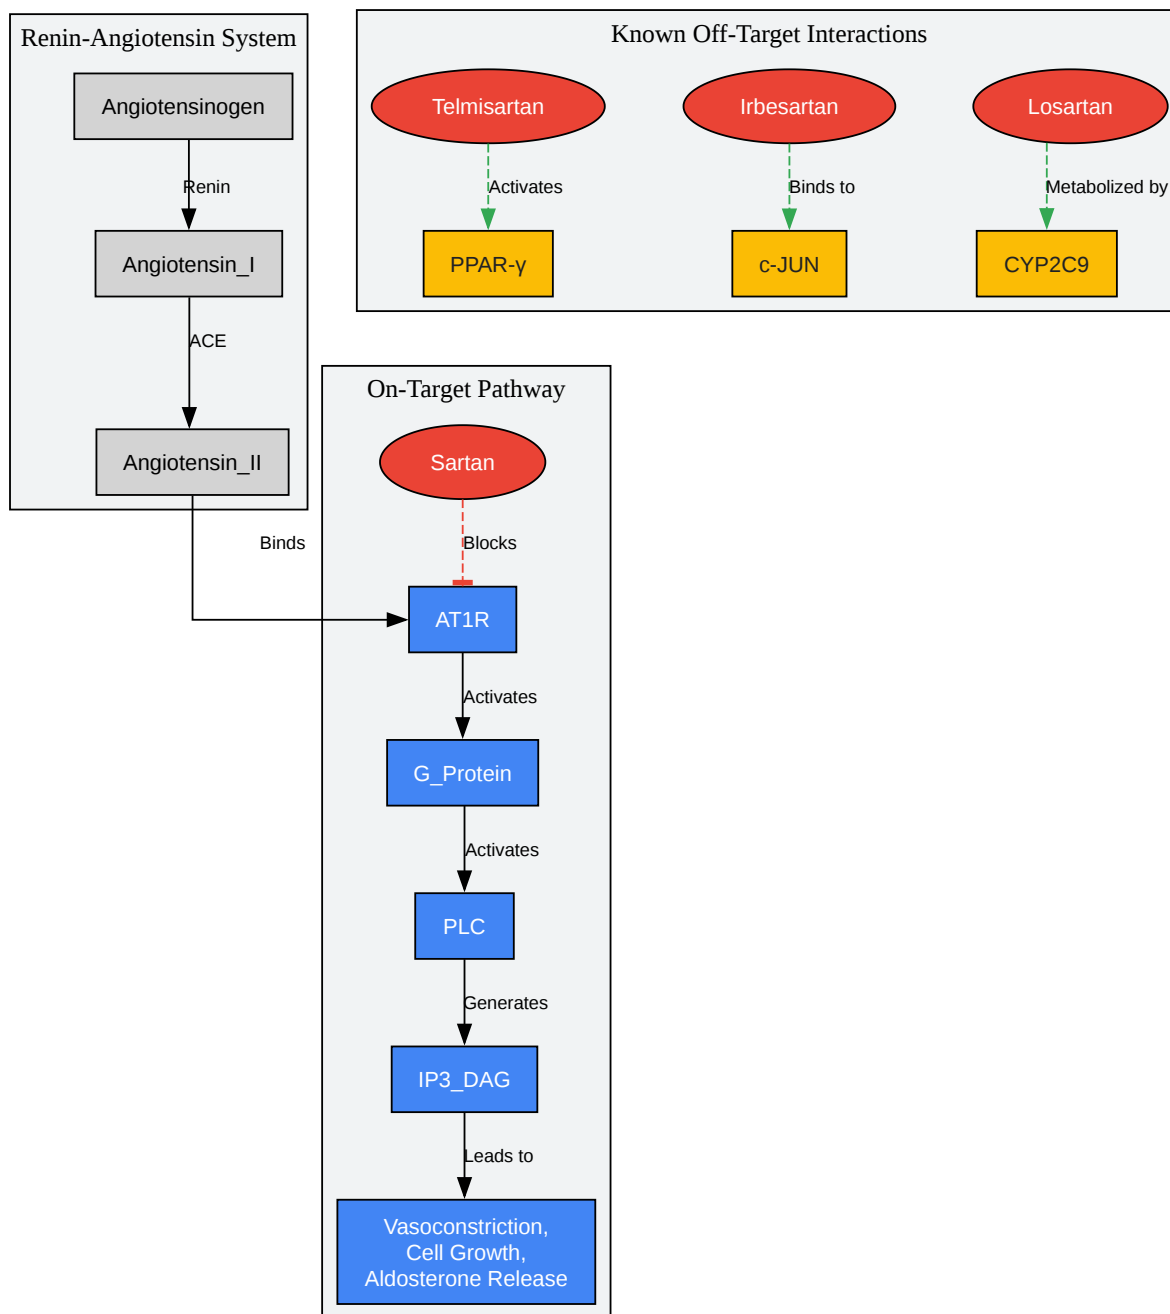 Renin-Angiotensin System
Angiotensinogen
Renin
Angiotensin_I
ACE
Angiotensin_II
Binds
Known Off-Target Interactions
Telmisartan
Irbesartan
Losartan
Activates
Binds to
Metabolized by
PPAR-γ
c-JUN
CYP2C9
On-Target Pathway
Sartan
Blocks
AT1R
Activates
G_Protein
Activates
PLC
Generates
IP3_DAG
Leads to
Vasoconstriction,
Cell Growth,
Aldosterone Release